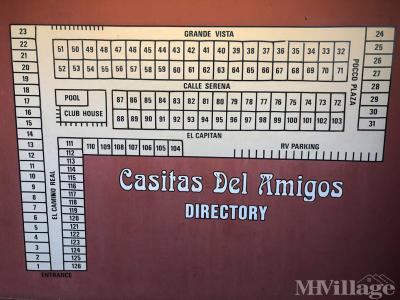 23
GRANDE VISTA
24
22
25
21
51 50 49 48 47 46 45 44 43 42 41 40 39 38 37 36 35 34 33 32
26
20
52 53 54 55 56 57 58 59 60 61 62 63 64 65 66 67 68 69 70 71
27
19
POCCO PLAZA
28
18
CALLE SERENA
29
17
POOL
87 86 85 84 83 82 81 80 79 78 77 76 75 74 73 72
30
16
CLUB HOUSE
88 89 90 91 92 93 94 95 96 97 98 99 100 101 102 103
31
15
14
EL CAPITAN
13
111 110 109 108 107 106 105 104
RV PARKING
12
112
11
113
10
114
9
115
8
116
7
117
6
118
5
119
4
120
3
121
2
122
1
123
124
125
126
EL CAMINO REAL
ENTRANCE
Casitas Del Amigos
DIRECTORY
MHVillage